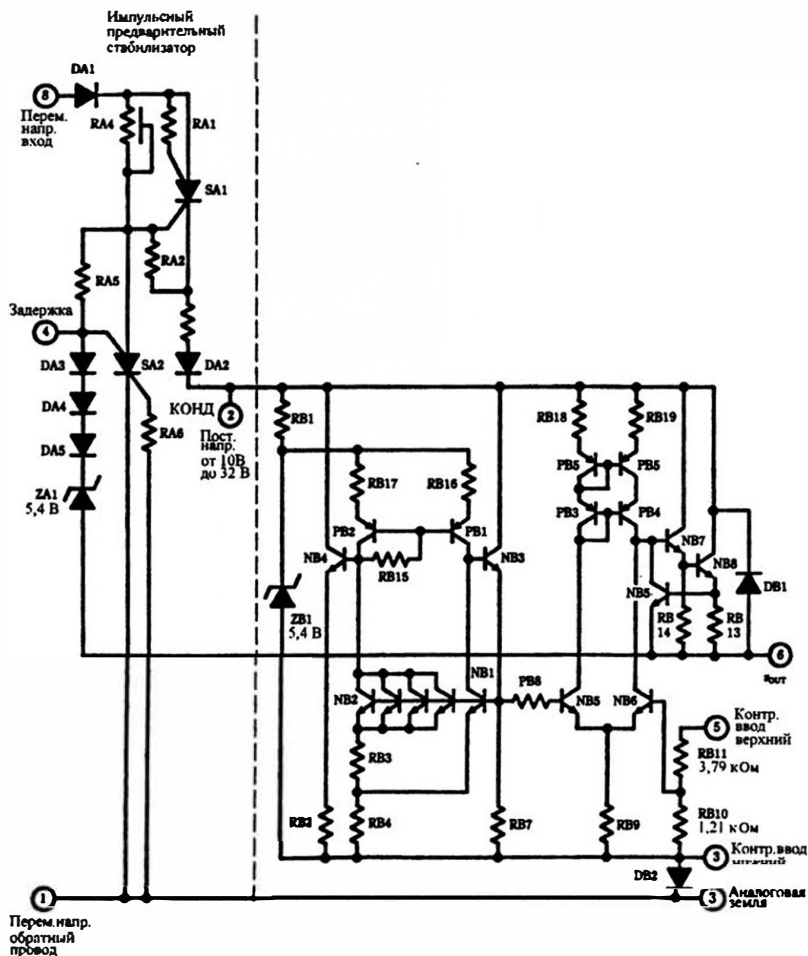 Импульсный
предварительный
стабилизатор
DA1
8
Перем.
напр.
вход
RA4
RA1
SA1
RA2
RA5
Задержка
4
DA3
SA2
DA2
DA4
RA6
DA5
ZA1
5,4 В
КОНД
2
Пост.
напр.
от 10В
до 32 В
RB1
RB18
RB19
RB17
RB16
PB5
PB5
PB2
PB1
PB3
PB4
NB4
RB15
NB3
NB7
NB8
NB5
DB1
ZB1
5,4 В
RB
14
RB
13
6
OUT
NB1
NB2
PB8
NB5
NB6
5
Контр.
ввод
верхний
RB3
RB11
3,79 кОм
RB4
RB7
RB9
RB10
1,21 кОм
3
Контр.ввод
DB2
1
3
Аналоговая
земля
Перем.напр.
обратный
провод